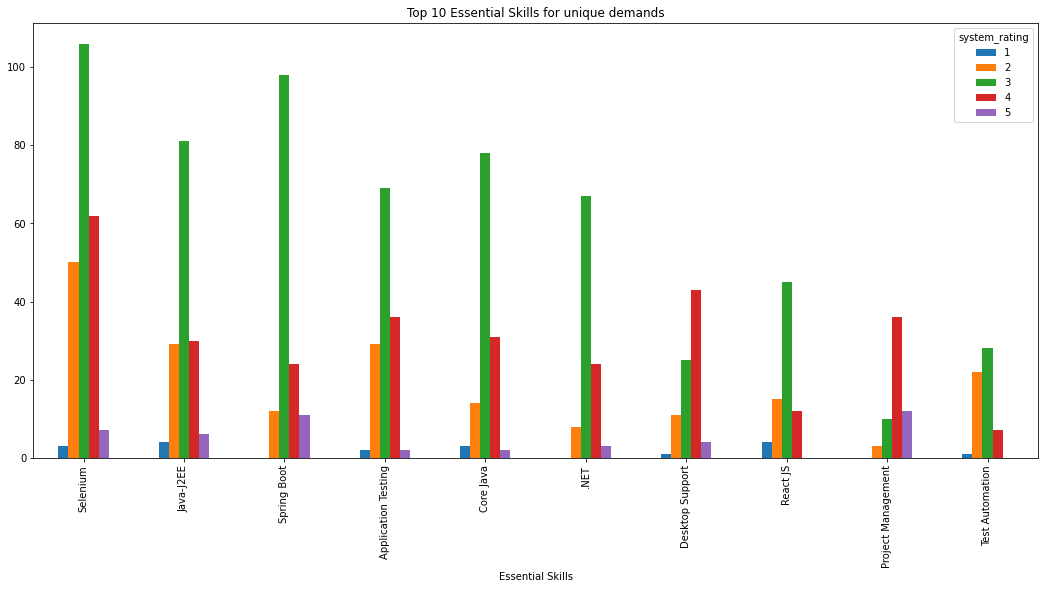 Top 10 Essential Skills for unique demands
system_rating
1
2
3
4
5
100
80
60
40
20
0
Selenium
Java-J2EE
Spring Boot
Application Testing
Core Java
.NET
Desktop Support
React JS
Project Management
Test Automation
Essential Skills